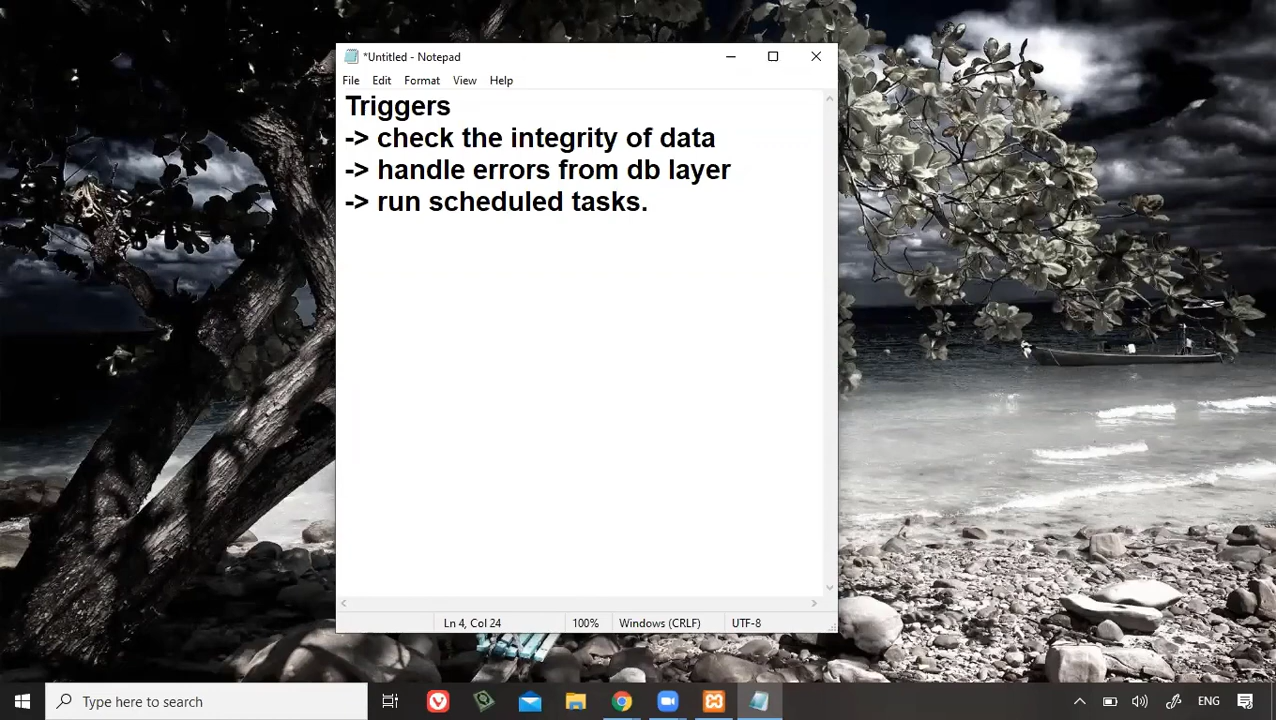 *Untitled - Notepad
File Edit Format View Help
Triggers
-> check the integrity of data
-> handle errors from db layer
-> run scheduled tasks.
Ln 4, Col 24 100% Windows (CRLF) UTF-8
Type here to search
ENG